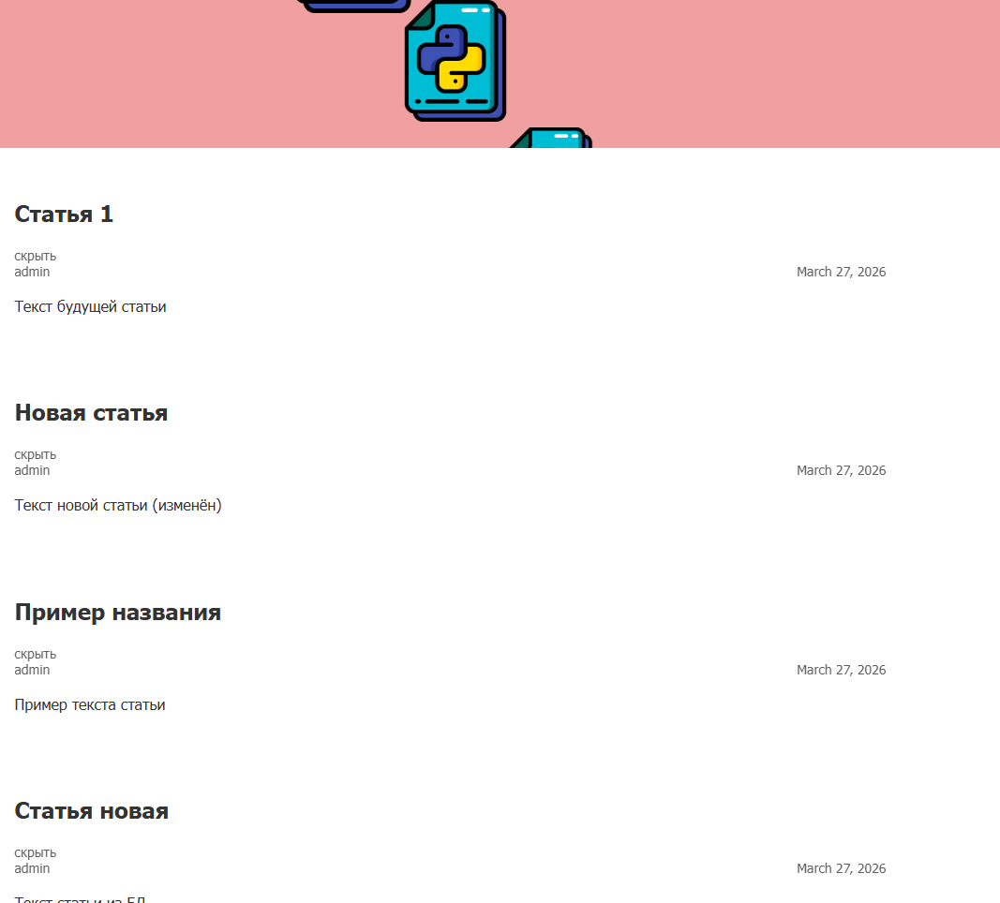 Статья 1
скрыть
admin March 27, 2026
Текст будущей статьи
Новая статья
скрыть
admin March 27, 2026
Текст новой статьи (изменён)
Пример названия
скрыть
admin March 27, 2026
Пример текста статьи
Статья новая
скрыть
admin March 27, 2026
Текст статьи из БД